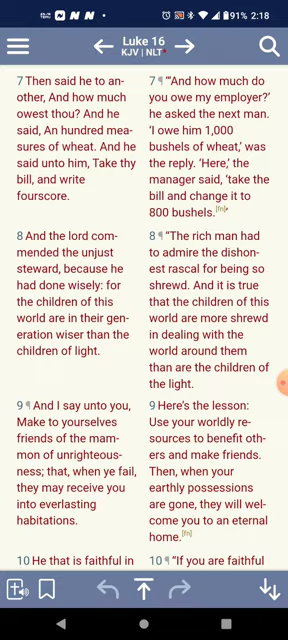 91% 2:18
Luke 16
KJV | NLT
7 Then said he to an-
other, And how much
owest thou? And he
said, An hundred mea-
sures of wheat. And he
said unto him, Take thy
bill, and write
fourscore.
7 ¶ “‘And how much do
you owe my employer?’
he asked the next man.
‘I owe him 1,000
bushels of wheat,’ was
the reply. ‘Here,’ the
manager said, ‘take the
bill and change it to
800 bushels.[fn]’
8 And the lord com-
mended the unjust
steward, because he
had done wisely: for
the children of this
world are in their gen-
eration wiser than the
children of light.
8 ¶ “The rich man had
to admire the dishon-
est rascal for being so
shrewd. And it is true
that the children of this
world are more shrewd
in dealing with the
world around them
than are the children of
the light.
9 ¶ And I say unto you,
Make to yourselves
friends of the mam-
mon of unrighteous-
ness; that, when ye fail,
they may receive you
into everlasting
habitations.
9 Here’s the lesson:
Use your worldly re-
sources to benefit oth-
ers and make friends.
Then, when your
earthly possessions
are gone, they will wel-
come you to an eternal
home.[fn]
10 He that is faithful in
10 ¶ “If you are faithful